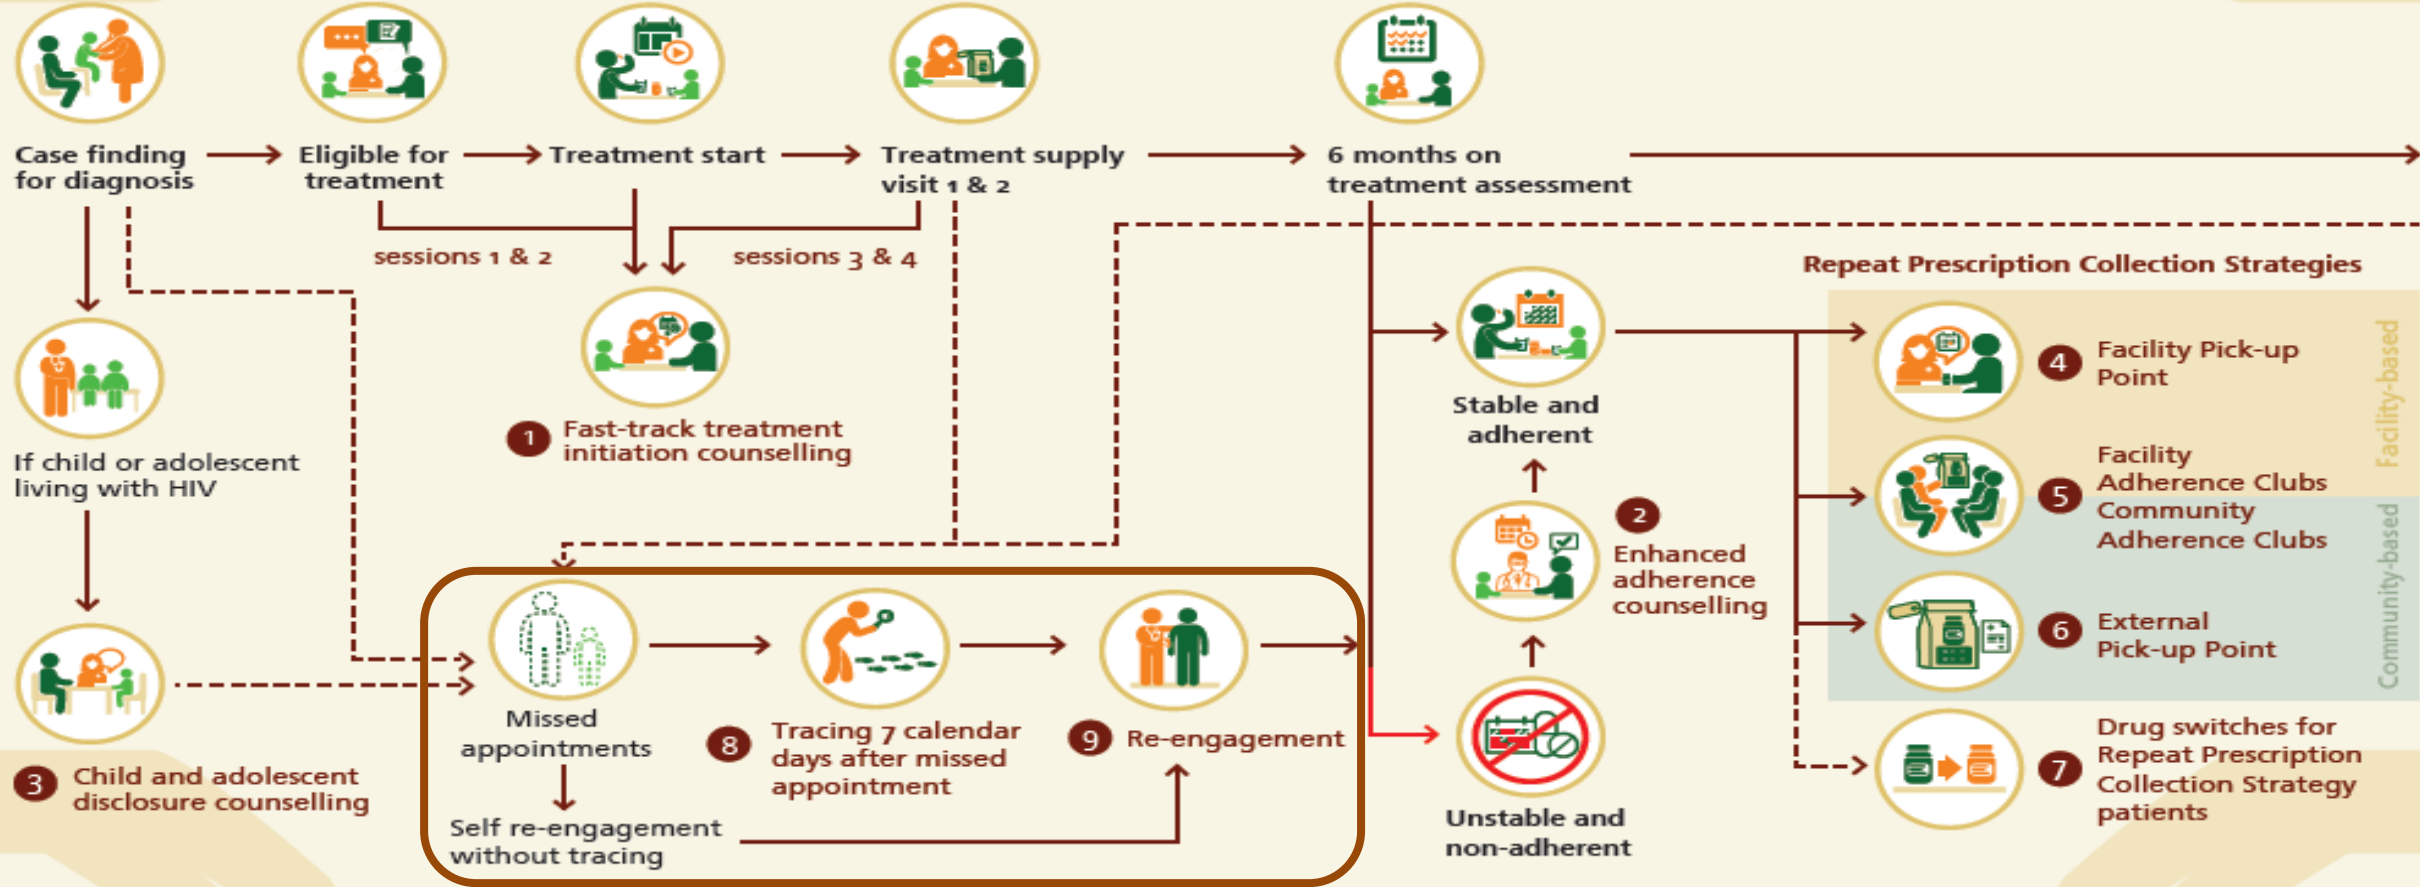 Case finding
for diagnosis
Eligible for
treatment
Treatment start
Treatment supply
visit 1 & 2
6 months on
treatment assessment
sessions 1 & 2
sessions 3 & 4
Repeat Prescription Collection Strategies
1
Fast-track treatment
initiation counselling
If child or adolescent
living with HIV
3
Child and adolescent
disclosure counselling
Missed
appointments
Self re-engagement
without tracing
8
Tracing 7 calendar
days after missed
appointment
9
Re-engagement
Stable and
adherent
2
Enhanced
adherence
counselling
Unstable and
non-adherent
4
Facility Pick-up
Point
5
Facility
Adherence Clubs
Community
Adherence Clubs
6
External
Pick-up Point
7
Drug switches for
Repeat Prescription
Collection Strategy
patients
Facility-based
Community-based